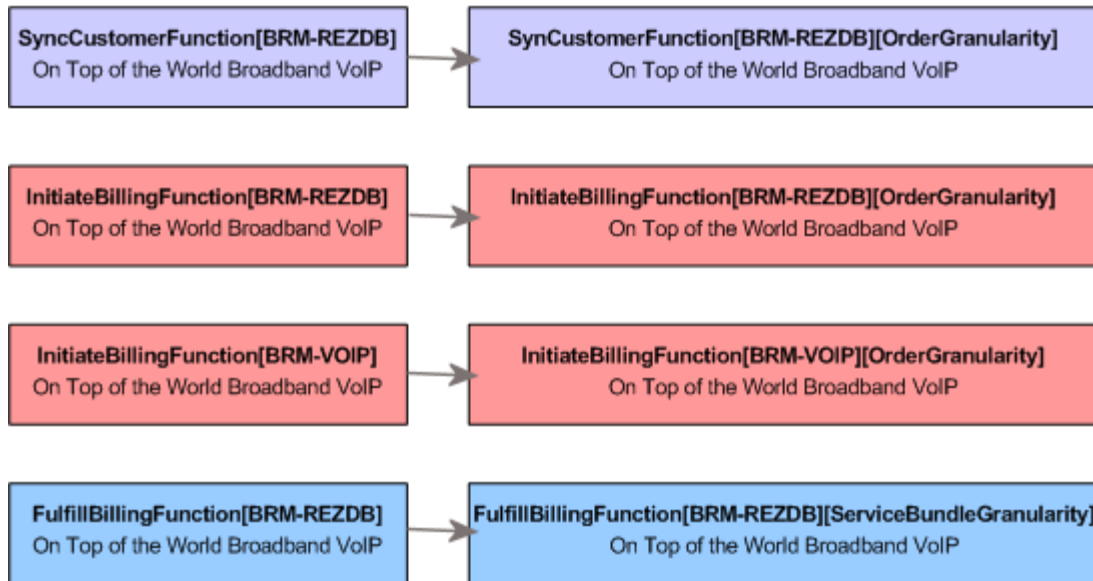 SyncCustomerFunction[BRM-REZDB]
On Top of the World Broadband VoIP
SynCustomerFunction[BRM-REZDB][OrderGranularity]
On Top of the World Broadband VoIP
InitiateBillingFunction[BRM-REZDB]
On Top of the World Broadband VoIP
InitiateBillingFunction[BRM-REZDB][OrderGranularity]
On Top of the World Broadband VoIP
InitiateBillingFunction[BRM-VOIP]
On Top of the World Broadband VoIP
InitiateBillingFunction[BRM-VOIP][OrderGranularity]
On Top of the World Broadband VoIP
FulfillBillingFunction[BRM-REZDB]
On Top of the World Broadband VoIP
FulfillBillingFunction[BRM-REZDB][ServiceBundleGranularity]
On Top of the World Broadband VoIP